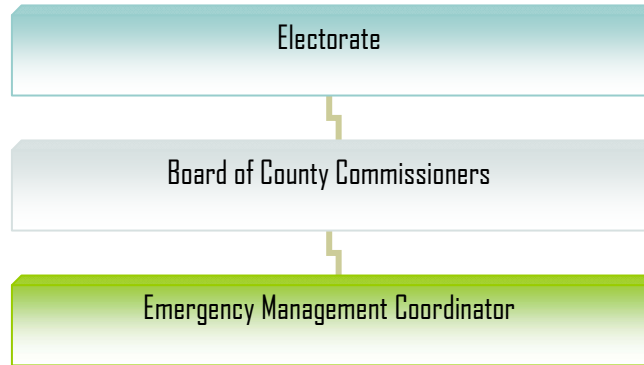 Electorate
Board of County Commissioners
Emergency Management Coordinator